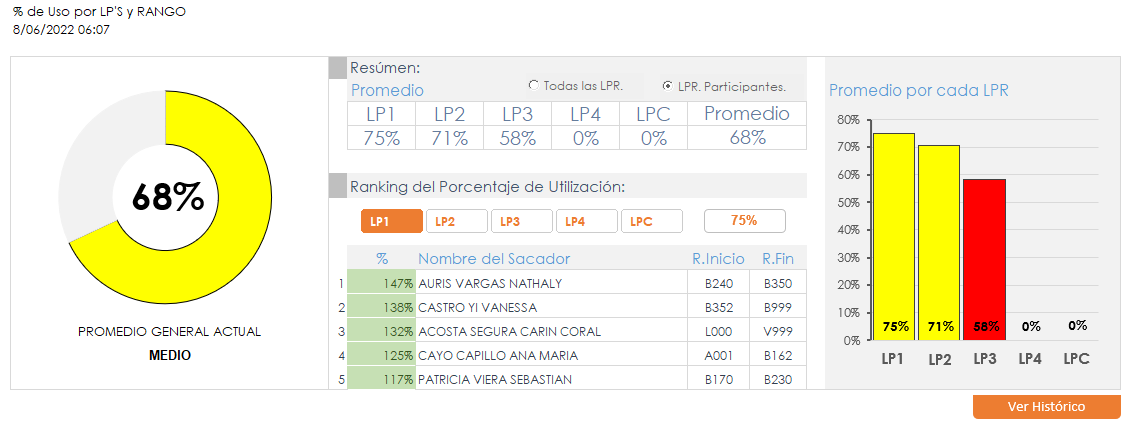 % de Uso por LP'S y RANGO
8/06/2022 06:07
68%
PROMEDIO GENERAL ACTUAL
MEDIO
Resúmen:
Promedio
Todas las LPR.
LPR. Participantes.
LP1 LP2 LP3 LP4 LPC Promedio
75% 71% 58% 0% 0% 68%
Ranking del Porcentaje de Utilización:
LP1 LP2 LP3 LP4 LPC 75%
% Nombre del Sacador R.Inicio R.Fin
1 147% AURIS VARGAS NATHALY B240 B350
2 138% CASTRO YI VANESSA B352 B999
3 132% ACOSTA SEGURA CARIN CORAL L000 V999
4 125% CAYO CAPILLO ANA MARIA A001 B162
5 117% PATRICIA VIERA SEBASTIAN B170 B230
Promedio por cada LPR
80%
70%
60%
50%
40%
30%
20%
10%
0%
75% 71% 58% 0% 0%
LP1 LP2 LP3 LP4 LPC
Ver Histórico